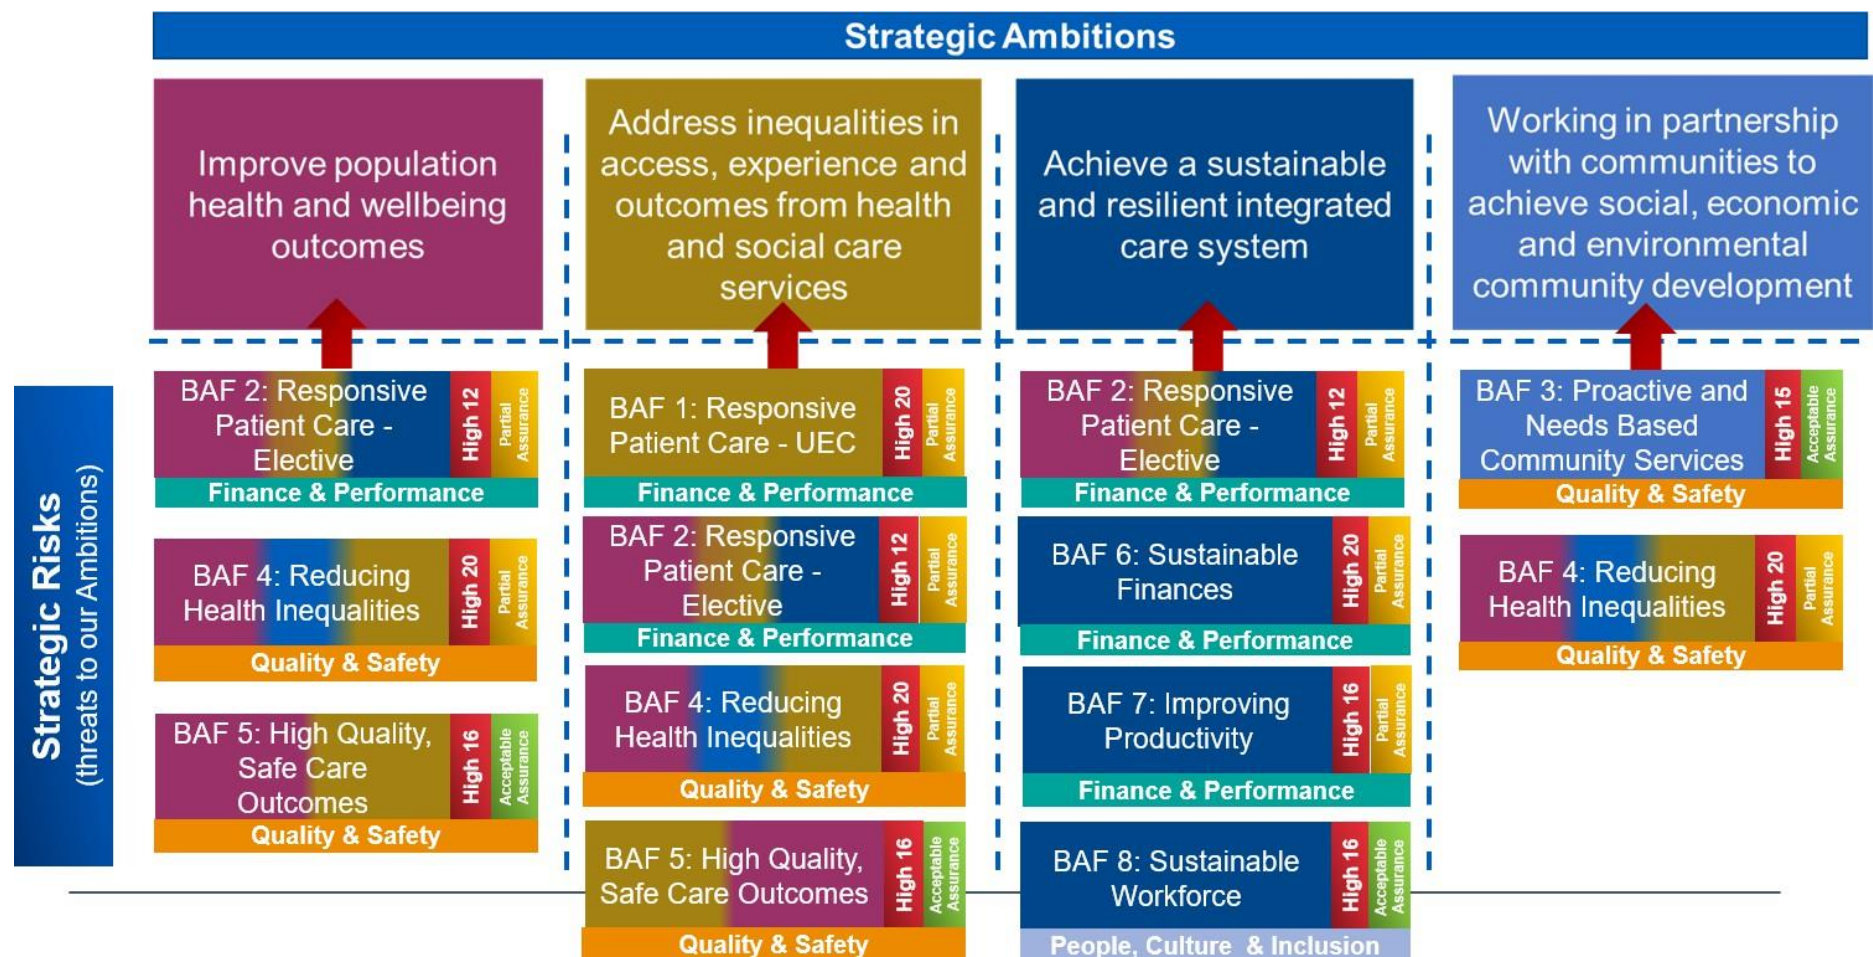 Strategic Ambitions
Improve population
health and wellbeing
outcomes
Address inequalities in
access, experience and
outcomes from health
and social care
services
Achieve a sustainable
and resilient integrated
care system
Working in partnership
with communities to
achieve social, economic
and environmental
community development
Strategic Risks
(threats to our Ambitions)
BAF 2: Responsive
Patient Care -
Elective
High 12
Partial
Assurance
Finance & Performance
BAF 4: Reducing
Health Inequalities
High 20
Partial
Assurance
Quality & Safety
BAF 5: High Quality,
Safe Care
Outcomes
High 16
Acceptable
Assurance
Quality & Safety
BAF 1: Responsive
Patient Care - UEC
High 20
Partial
Assurance
Finance & Performance
BAF 2: Responsive
Patient Care -
Elective
High 12
Partial
Assurance
Finance & Performance
BAF 4: Reducing
Health Inequalities
High 20
Partial
Assurance
Quality & Safety
BAF 5: High Quality,
Safe Care Outcomes
High 16
Acceptable
Assurance
Quality & Safety
BAF 2: Responsive
Patient Care -
Elective
High 12
Partial
Assurance
Finance & Performance
BAF 6: Sustainable
Finances
High 20
Partial
Assurance
Finance & Performance
BAF 7: Improving
Productivity
High 16
Partial
Assurance
Finance & Performance
BAF 8: Sustainable
Workforce
High 16
Acceptable
Assurance
People, Culture & Inclusion
BAF 3: Proactive and
Needs Based
Community Services
High 15
Acceptable
Assurance
Quality & Safety
BAF 4: Reducing
Health Inequalities
High 20
Partial
Assurance
Quality & Safety